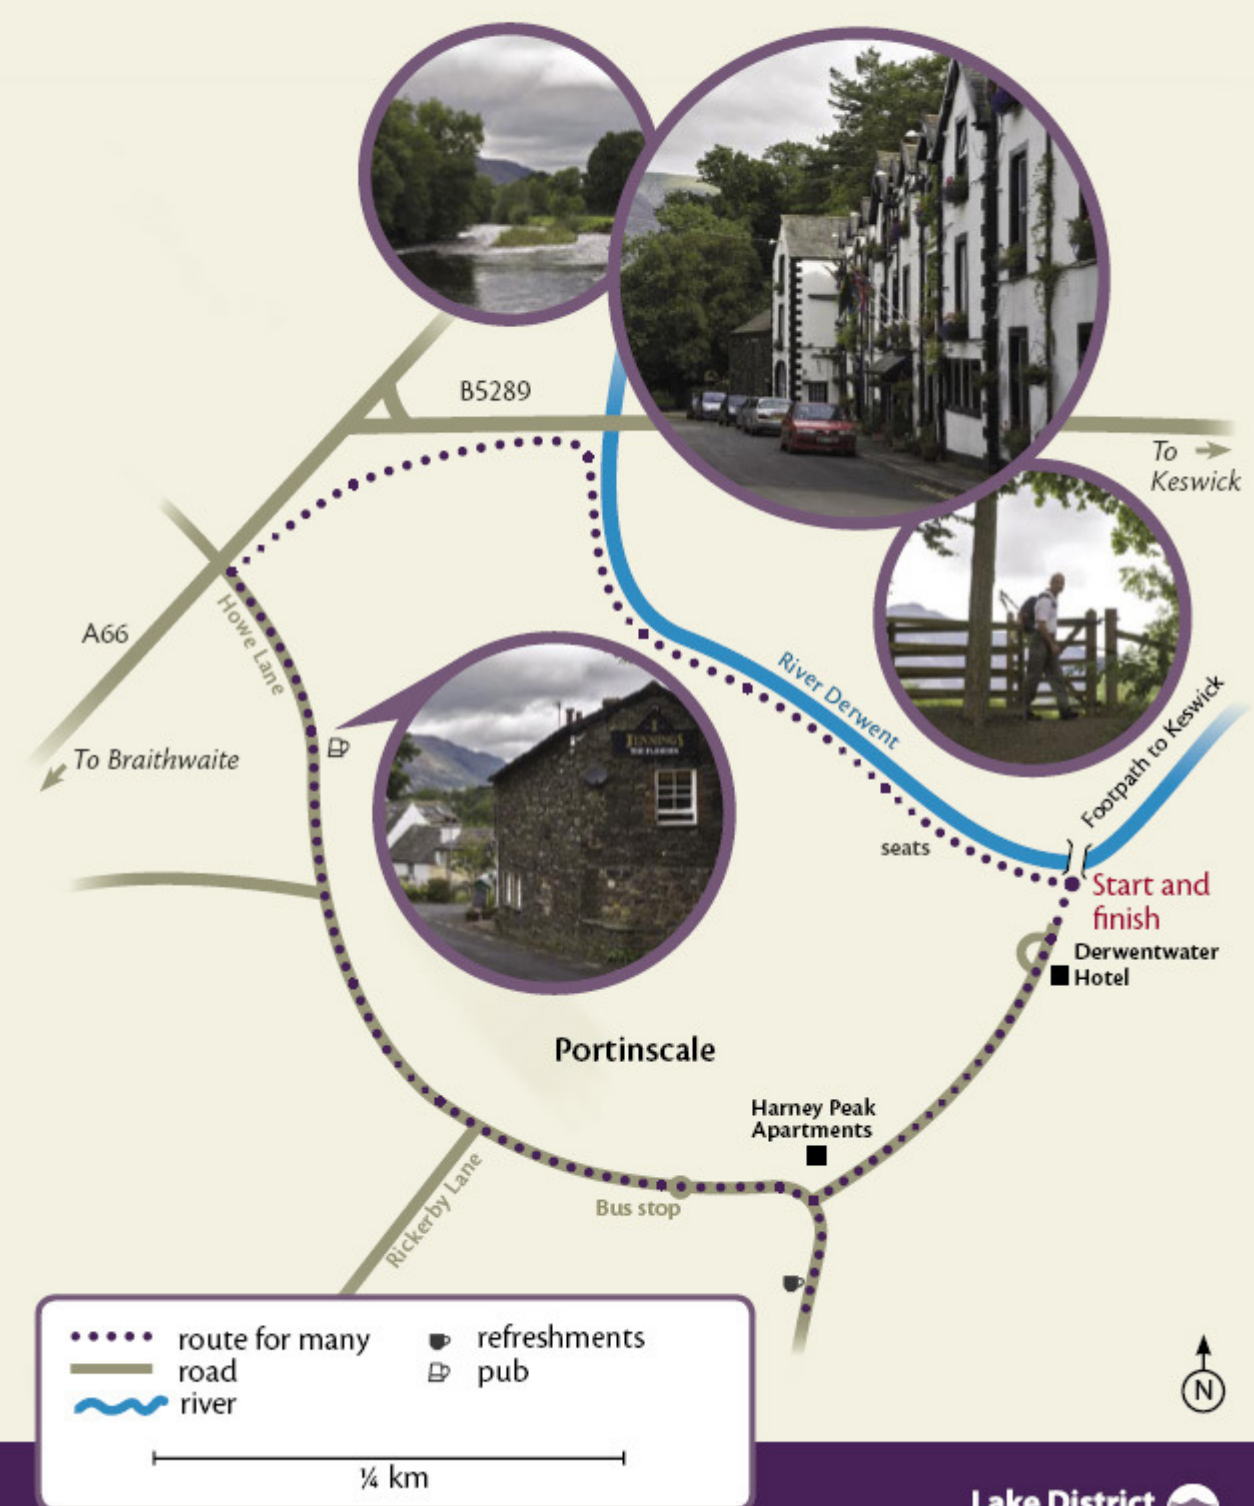 B5289
To
Keswick
Howe Lane
A66
To Braithwaite
JENNINGS
River Derwent
Footpath to Keswick
seats
Start and
finish
Derwentwater
Hotel
Portinscale
Harney Peak
Apartments
Bus stop
Rickerby Lane
route for many
road
river
refreshments
pub
¼ km
N
Lake District